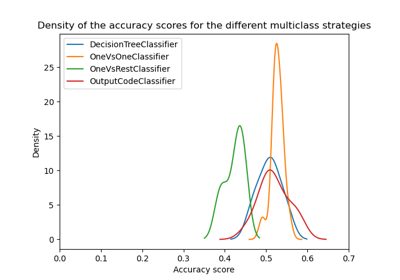 Density of the accuracy scores for the different multiclass strategies
DecisionTreeClassifier
OneVsOneClassifier
OneVsRestClassifier
OutputCodeClassifier
Density
25
20
15
10
5
0
0.0 0.1 0.2 0.3 0.4 0.5 0.6 0.7
Accuracy score